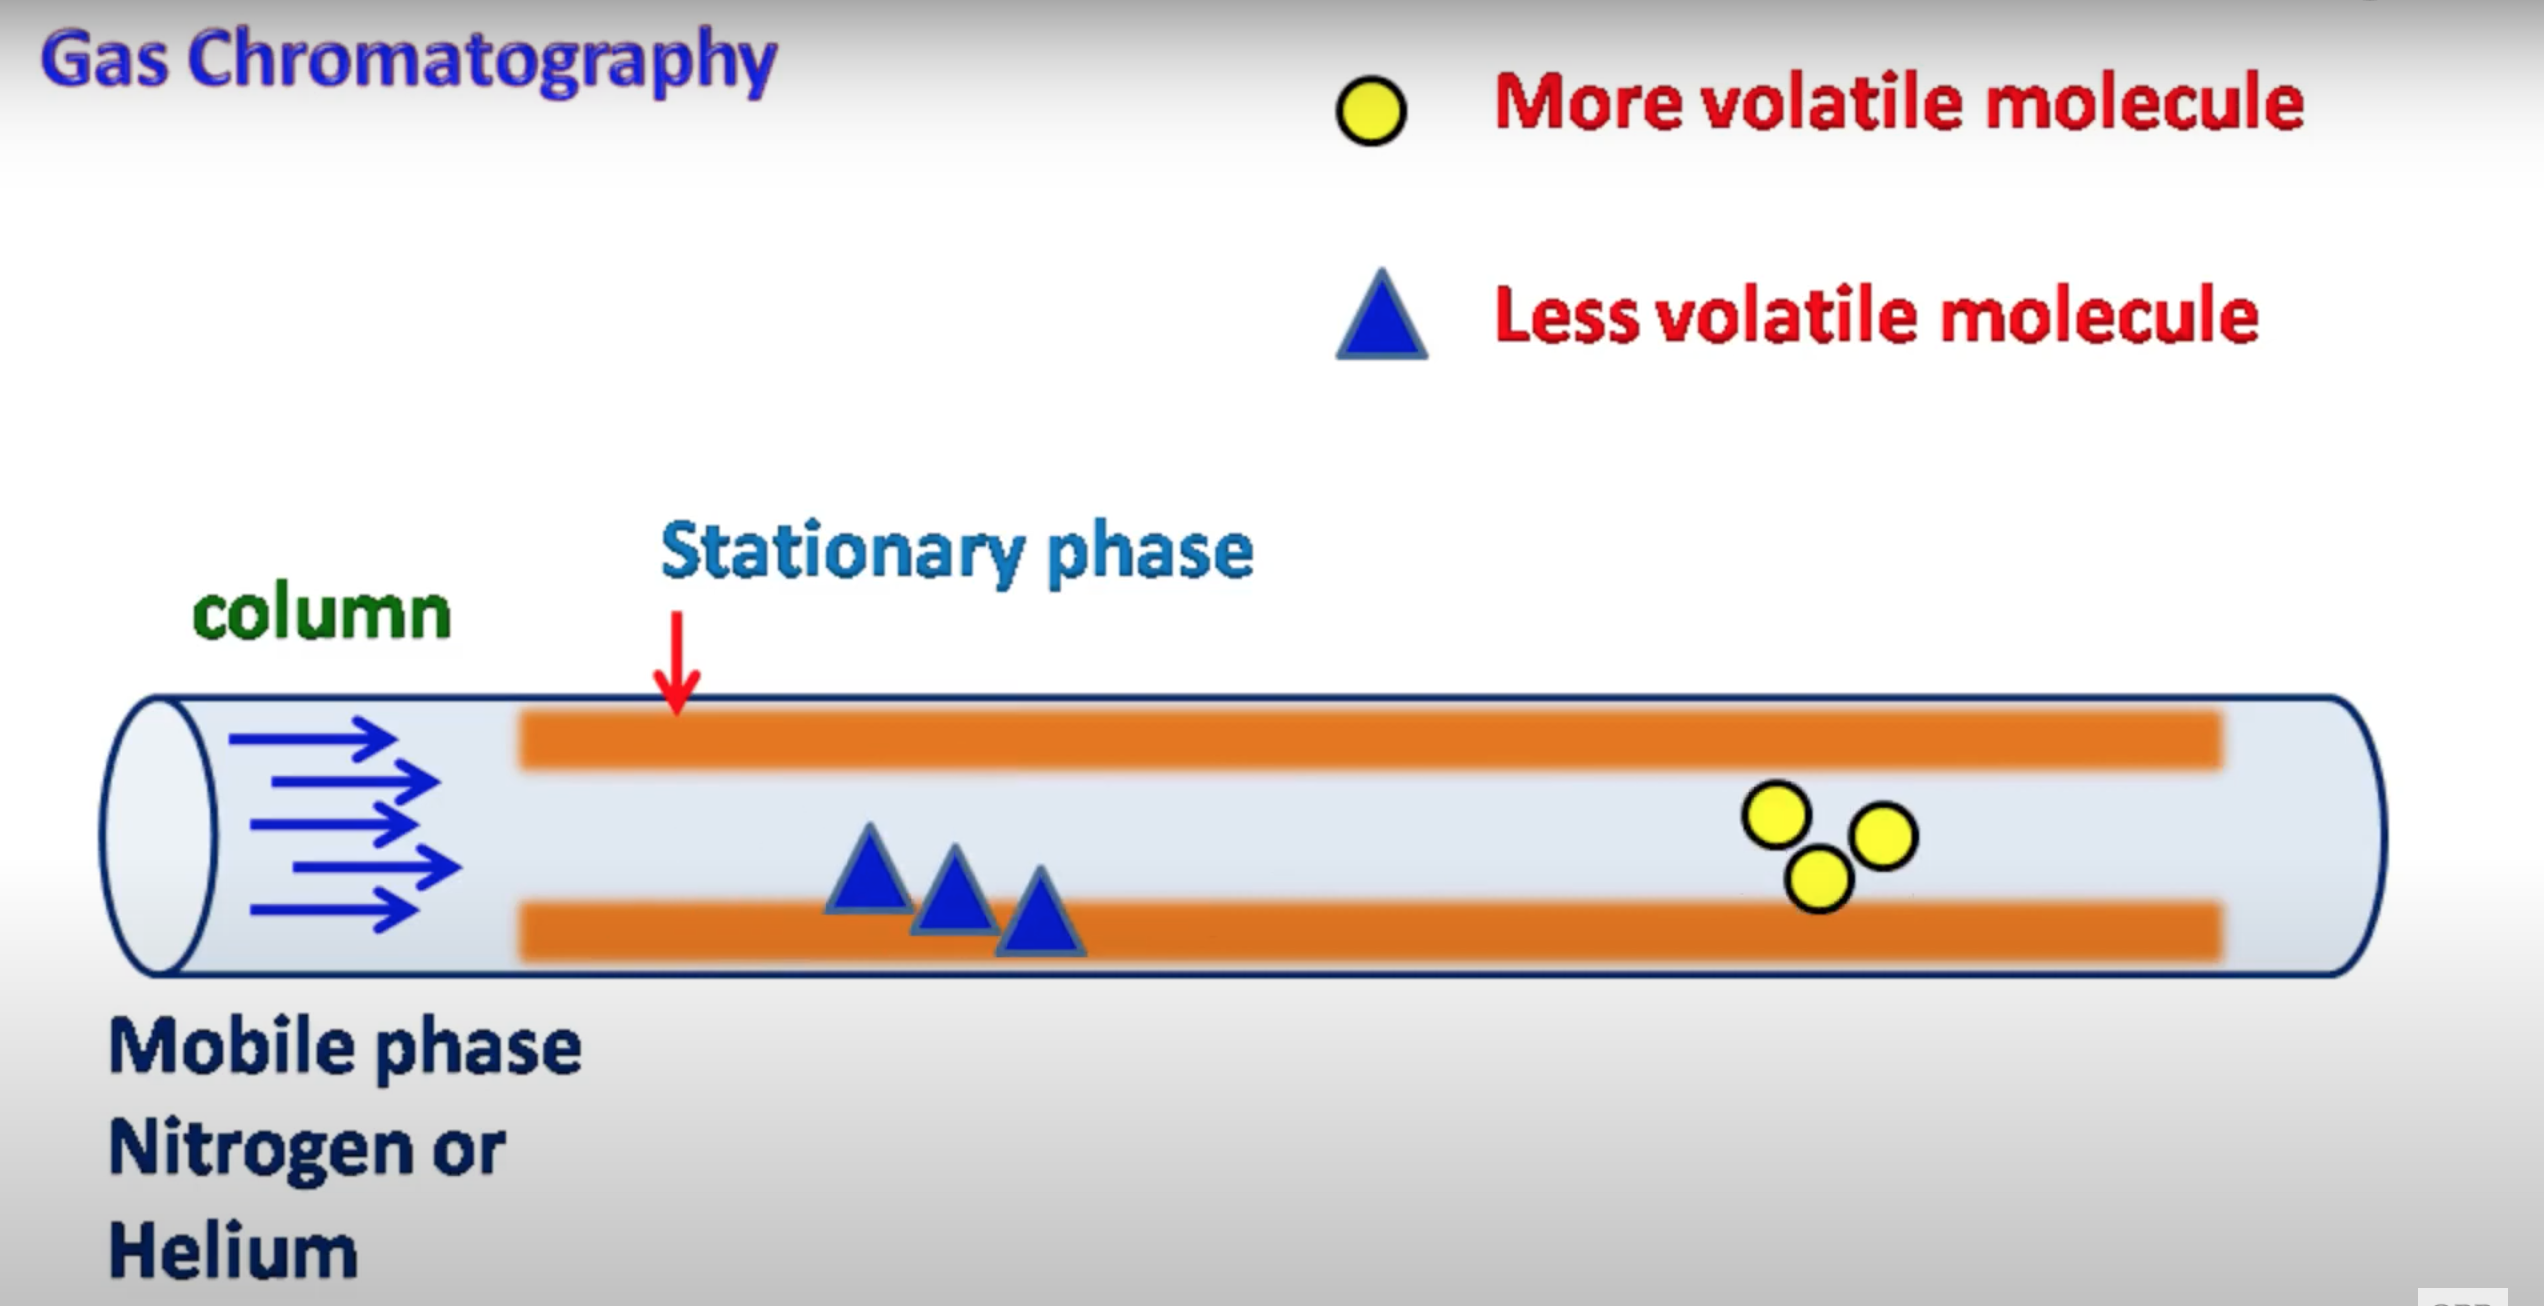 Gas Chromatography
More volatile molecule
Less volatile molecule
Stationary phase
column
Mobile phase
Nitrogen or
Helium